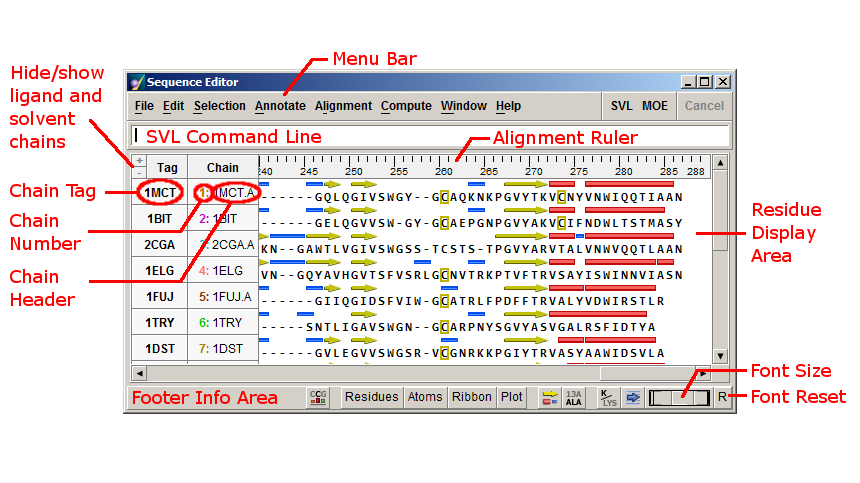 Menu Bar
Hide/show
ligand and
solvent
chains
Sequence Editor
File Edit Selection Annotate Alignment Compute Window Help SVL MOE Cancel
SVL Command Line
Alignment Ruler
+
-
Tag Chain
240 245 250 255 260 265 270 275 280 285 288
Chain Tag
Chain
Number
Chain
Header
1MCT 1: 1MCT.A ------GQLQGIVSWGYY--GCAQKNKPGVYTKVCNYVNWIQQTIAAN
1BIT 2: 1BIT ------GELQGVVSW-GY-GCAEPGNPGVYAKVCIFNDWLTSTMASY
2CGA 3: 2CGA.A KN--GAWTLVGIVSWGSS-TCSTS-TPGVYARVTALVNWVQQTLAAN
1ELG 4: 1ELG VN--GQYAVHGVTSFVSRLGCNVTRKPTVFTRVSAYISWINNVIASN
1FUJ 5: 1FUJ.A ------GIIQGIDSFVIW-GCATRLFPDFFTRVALYVDWIRSTLR
1TRY 6: 1TRY -----SNTLIGAVSWGN--GCARPNYSGVYASVGALRSFIDTYA
1DST 7: 1DST ------GVLEGVVSWGSR-VCGNRKKPGIYTRVASYAAWIDSVLA
Residue
Display
Area
Font Size
Font Reset
Footer Info Area CCG Residues Atoms Ribbon Plot 13A ALA K LYS R